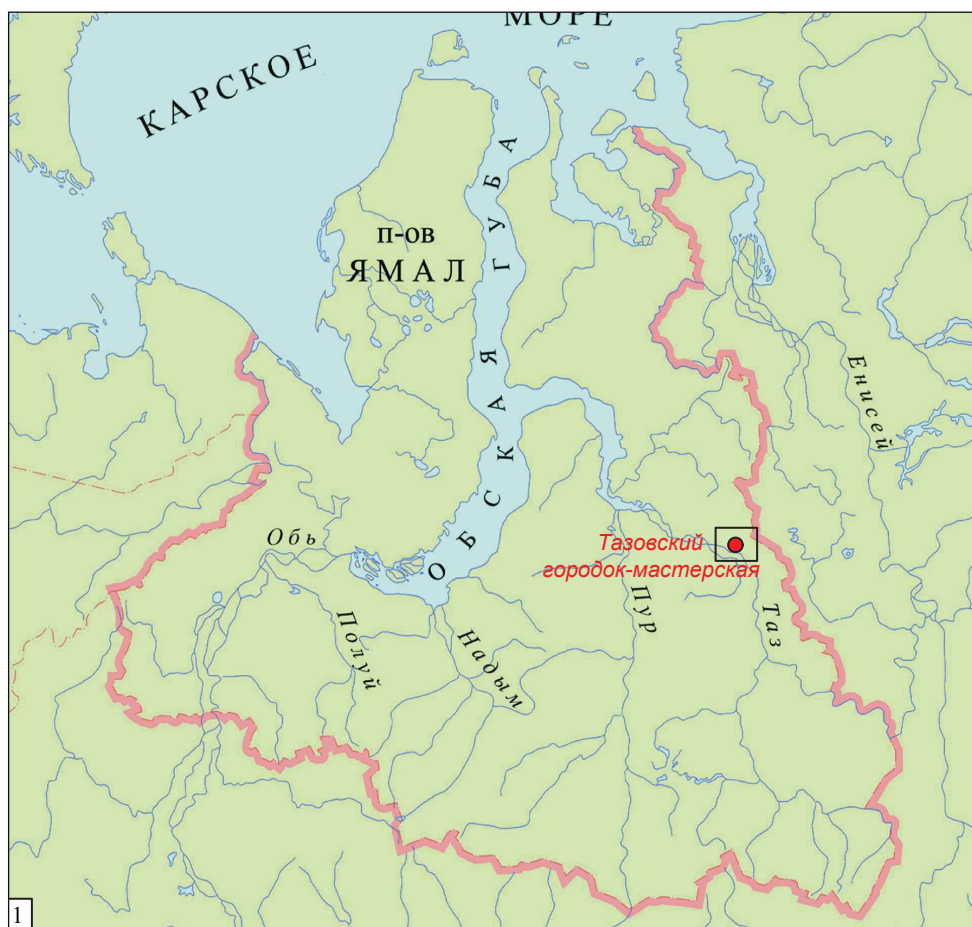 МОРЕ
КАРСКОЕ
п-ов
ЯМАЛ
ОБСКАЯ ГУБА
Енисей
Обь
Тазовский
городок-мастерская
Полуй
Надым
Пур
Таз
1